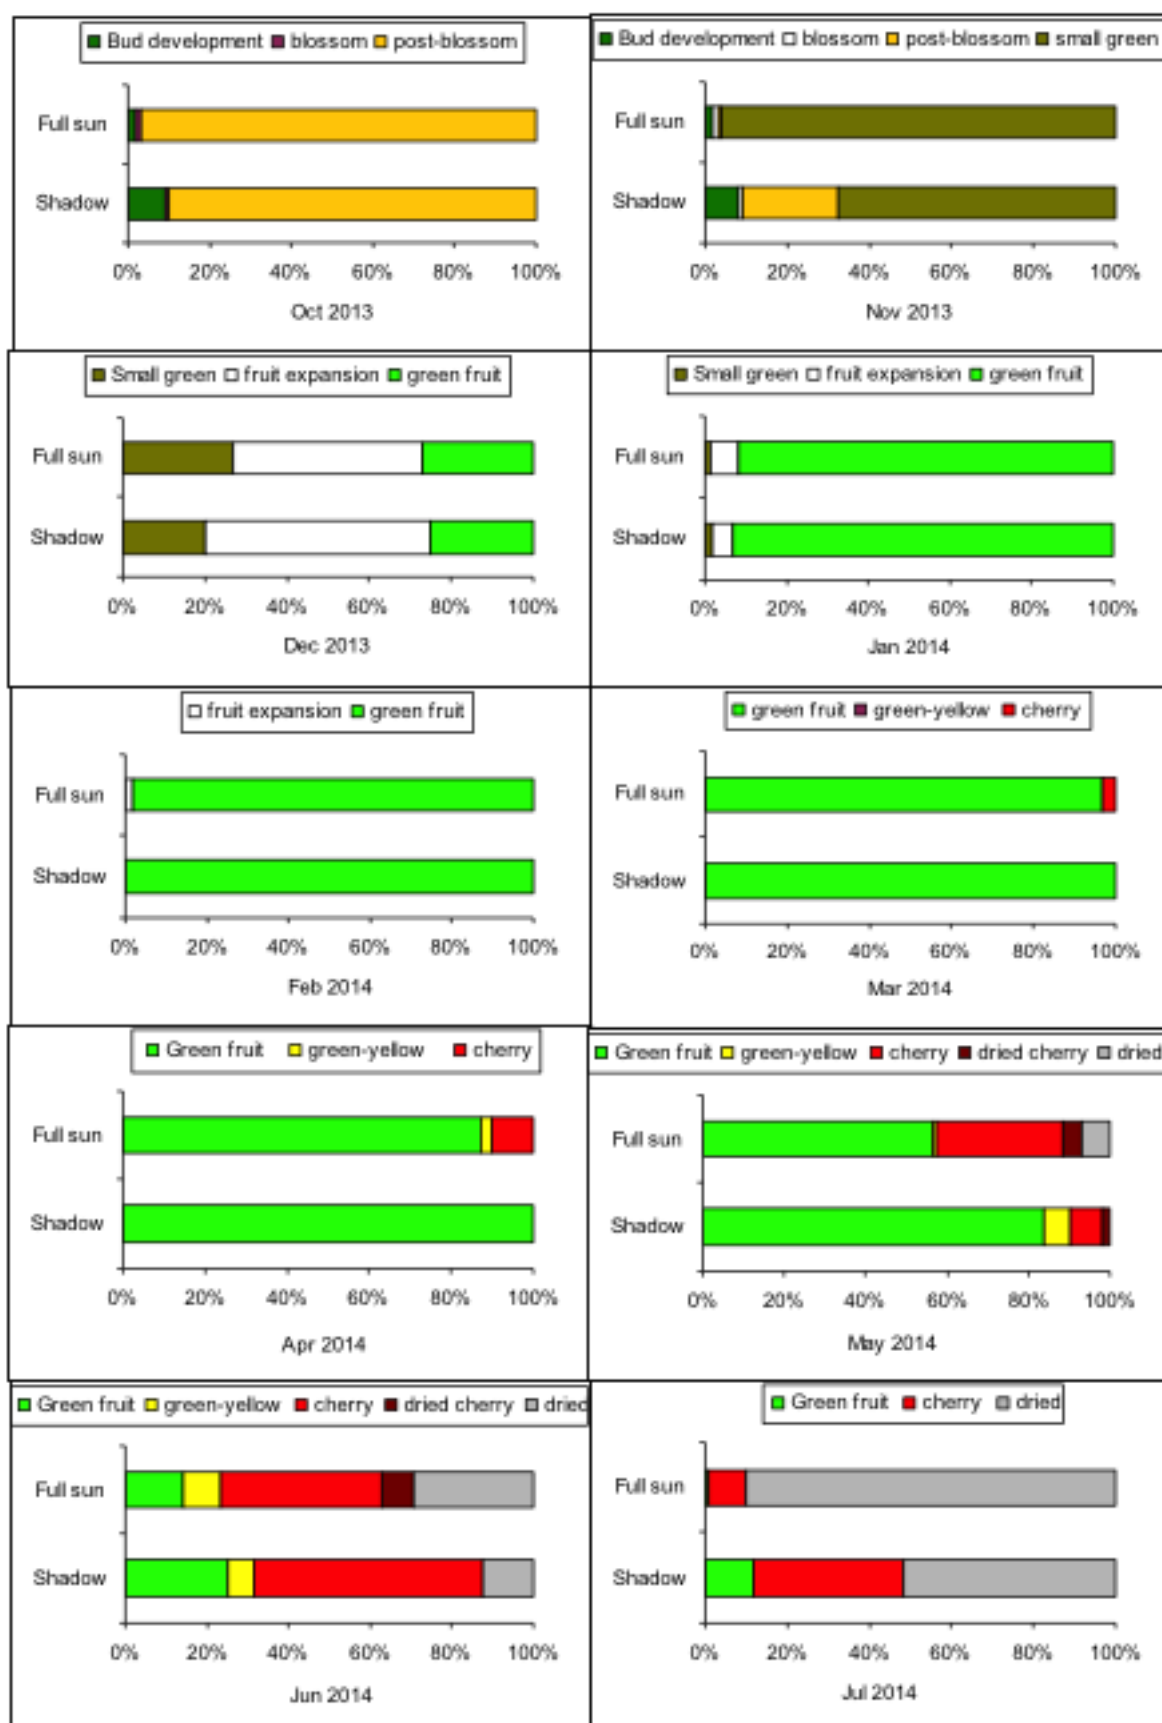 Bud development blossom post-blossom
Full sun
Shadow
0% 20% 40% 60% 80% 100%
Oct 2013
Bud development blossom post-blossom small green
Full sun
Shadow
0% 20% 40% 60% 80% 100%
Nov 2013
Small green fruit expansion green fruit
Full sun
Shadow
0% 20% 40% 60% 80% 100%
Dec 2013
Small green fruit expansion green fruit
Full sun
Shadow
0% 20% 40% 60% 80% 100%
Jan 2014
fruit expansion green fruit
Full sun
Shadow
0% 20% 40% 60% 80% 100%
Feb 2014
green fruit green-yellow cherry
Full sun
Shadow
0% 20% 40% 60% 80% 100%
Mar 2014
Green fruit green-yellow cherry
Full sun
Shadow
0% 20% 40% 60% 80% 100%
Apr 2014
Green fruit green-yellow cherry dried cherry dried
Full sun
Shadow
0% 20% 40% 60% 80% 100%
May 2014
Green fruit green-yellow cherry dried cherry dried
Full sun
Shadow
0% 20% 40% 60% 80% 100%
Jun 2014
Green fruit cherry dried
Full sun
Shadow
0% 20% 40% 60% 80% 100%
Jul 2014